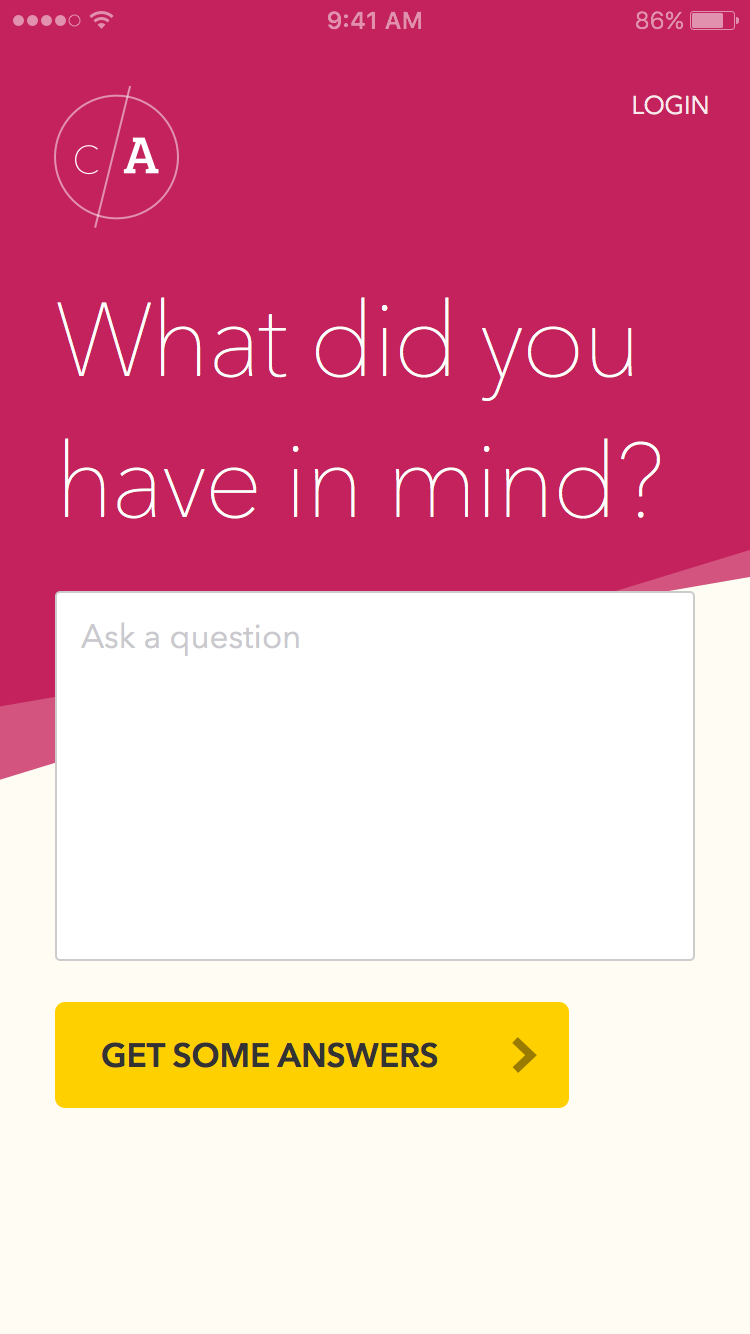 9:41 AM
86%
LOGIN
C A
What did you
have in mind?
Ask a question
GET SOME ANSWERS